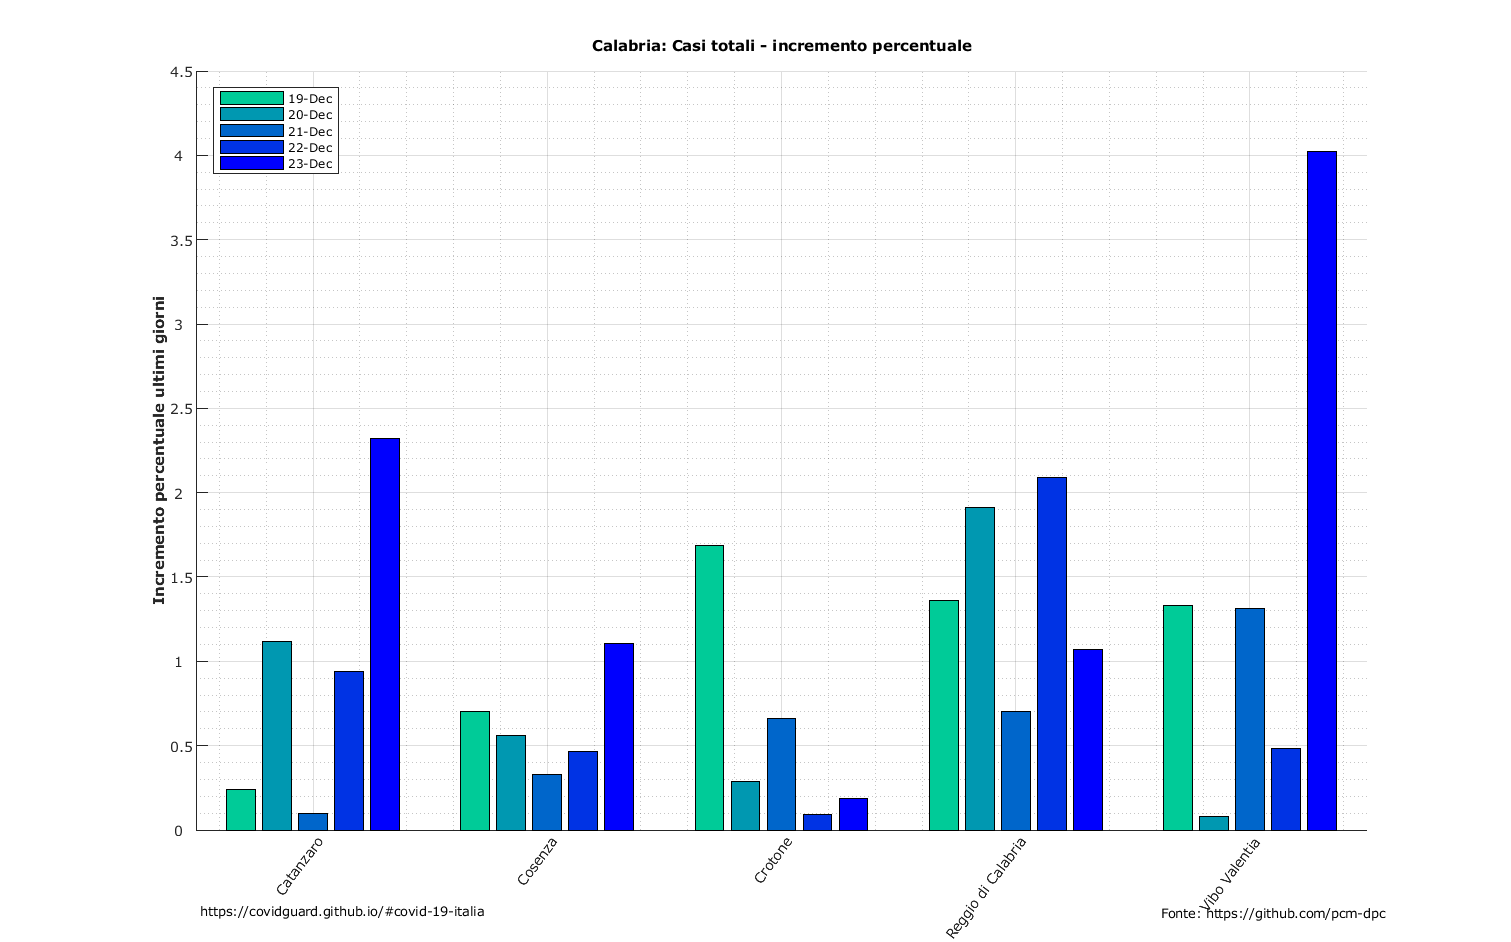 Calabria: Casi totali - incremento percentuale
4.5
4
3.5
3
2.5
2
1.5
1
0.5
0
Incremento percentuale ultimi giorni
19-Dec
20-Dec
21-Dec
22-Dec
23-Dec
Catanzaro
Cosenza
Crotone
Reggio di Calabria
Vibo Valentia
https://covidguard.github.io/#covid-19-italia
Fonte: https://github.com/pcm-dpc